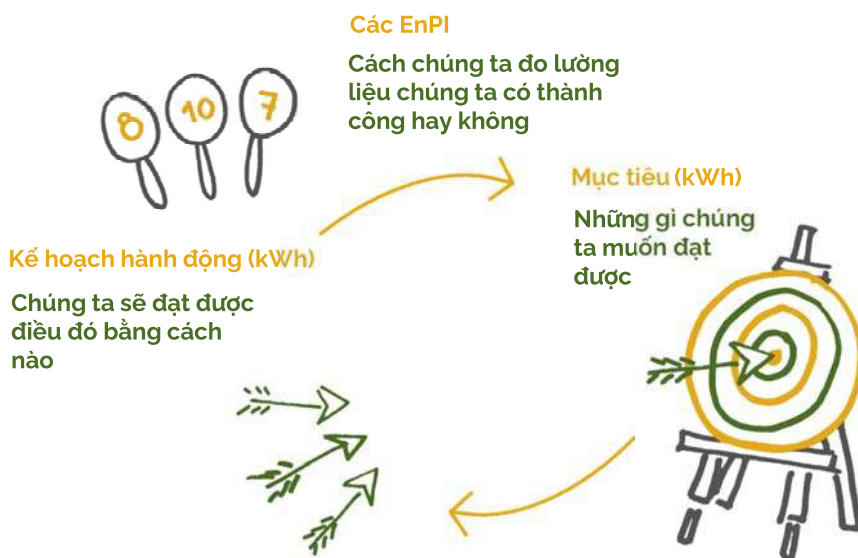 Các EnPI
Cách chúng ta đo lường
liệu chúng ta có thành
công hay không
8 10 7
Mục tiêu (kWh)
Những gì chúng
ta muốn đạt
được
Kế hoạch hành động (kWh)
Chúng ta sẽ đạt được
điều đó bằng cách
nào